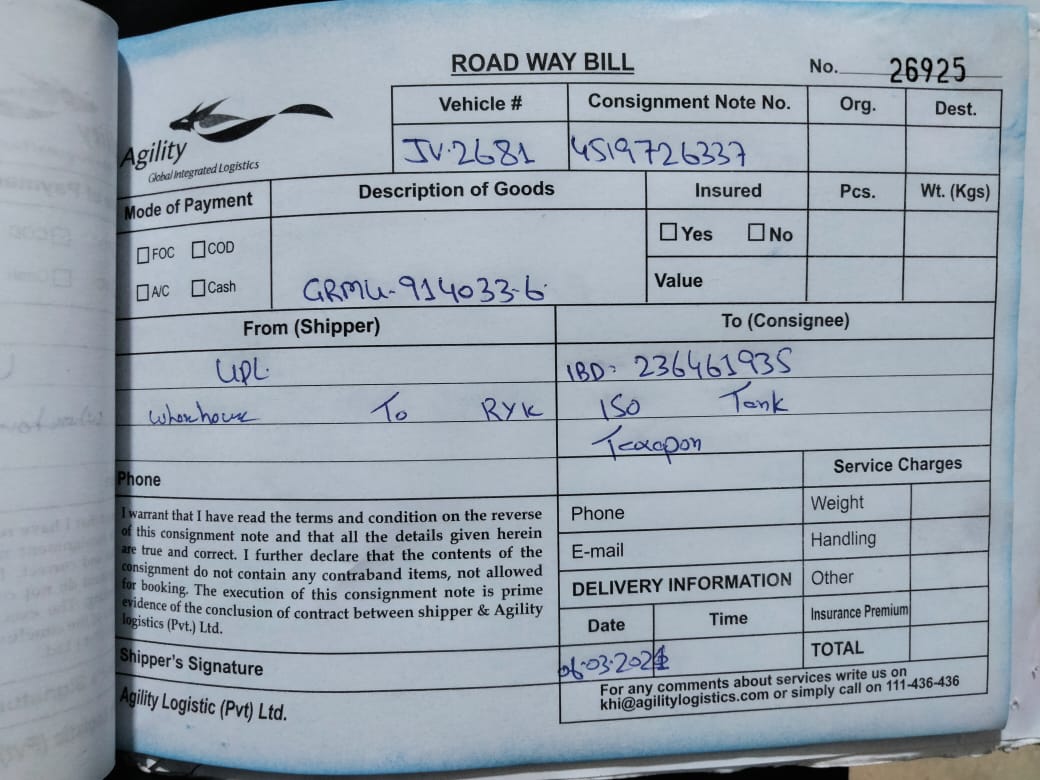 ROAD WAY BILL
No. 26925
Agility
Global Integrated Logistics
Vehicle # Consignment Note No. Org. Dest.
JV-2681 4519726337
Mode of Payment Description of Goods Insured Pcs. Wt. (Kgs)
FOC COD Yes No
A/C Cash GRMU-914033-6 Value
From (Shipper) To (Consignee)
UPL IBD: 236461935
To RYK ISO Tank
Texapon
Phone Service Charges
I warrant that I have read the terms and condition on the reverse
of this consignment note and that all the details given herein
are true and correct. I further declare that the contents of the
consignment do not contain any contraband items, not allowed
for booking. The execution of this consignment note is prime
evidence of the conclusion of contract between shipper & Agility
logistics (Pvt.) Ltd.
Phone Weight
E-mail Handling
DELIVERY INFORMATION Other
Date Time Insurance Premium
Shipper's Signature 06-03-2021 TOTAL
Agility Logistic (Pvt) Ltd.
For any comments about services write us on
khi@agilitylogistics.com or simply call on 111-436-436